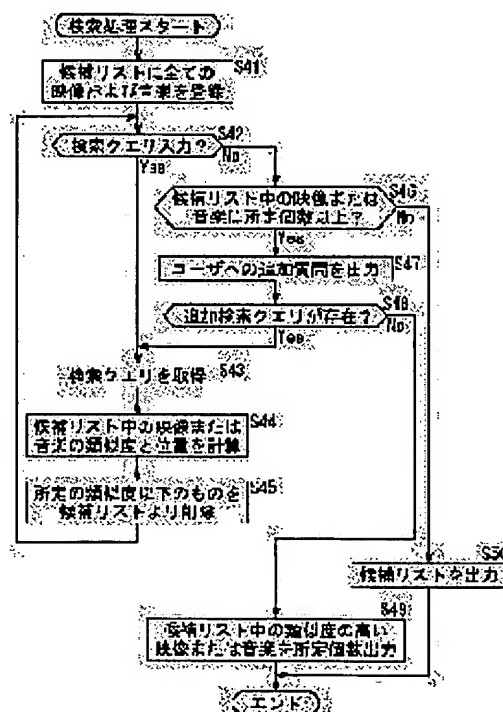 検索処理スタート
候補リストに全ての
映像および音楽を登録
S41
検索クエリ入力?
S42
No
Yes
候補リスト中の映像または
音楽は所定個数以上?
S46
No
Yes
ユーザへの追加質問を出力
S47
追加検索クエリが存在?
S48
No
Yes
検索クエリを取得
S43
候補リスト中の映像または
音楽の類似度と位置を計算
S44
所定の類似度以下のものを
候補リストより削除
S45
S50
候補リストを出力
S49
候補リスト中の類似度の高い
映像または音楽を所定個数出力
エンド